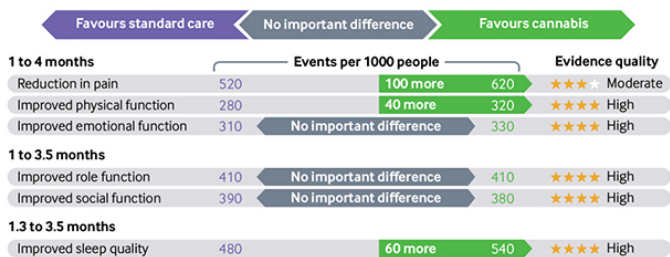 Favours standard care No important difference Favours cannabis
1 to 4 months Events per 1000 people Evidence quality
Reduction in pain 520 100 more 620 Moderate
Improved physical function 280 40 more 320 High
Improved emotional function 310 No important difference 330 High
1 to 3.5 months
Improved role function 410 No important difference 410 High
Improved social function 390 No important difference 380 High
1.3 to 3.5 months
Improved sleep quality 480 60 more 540 High